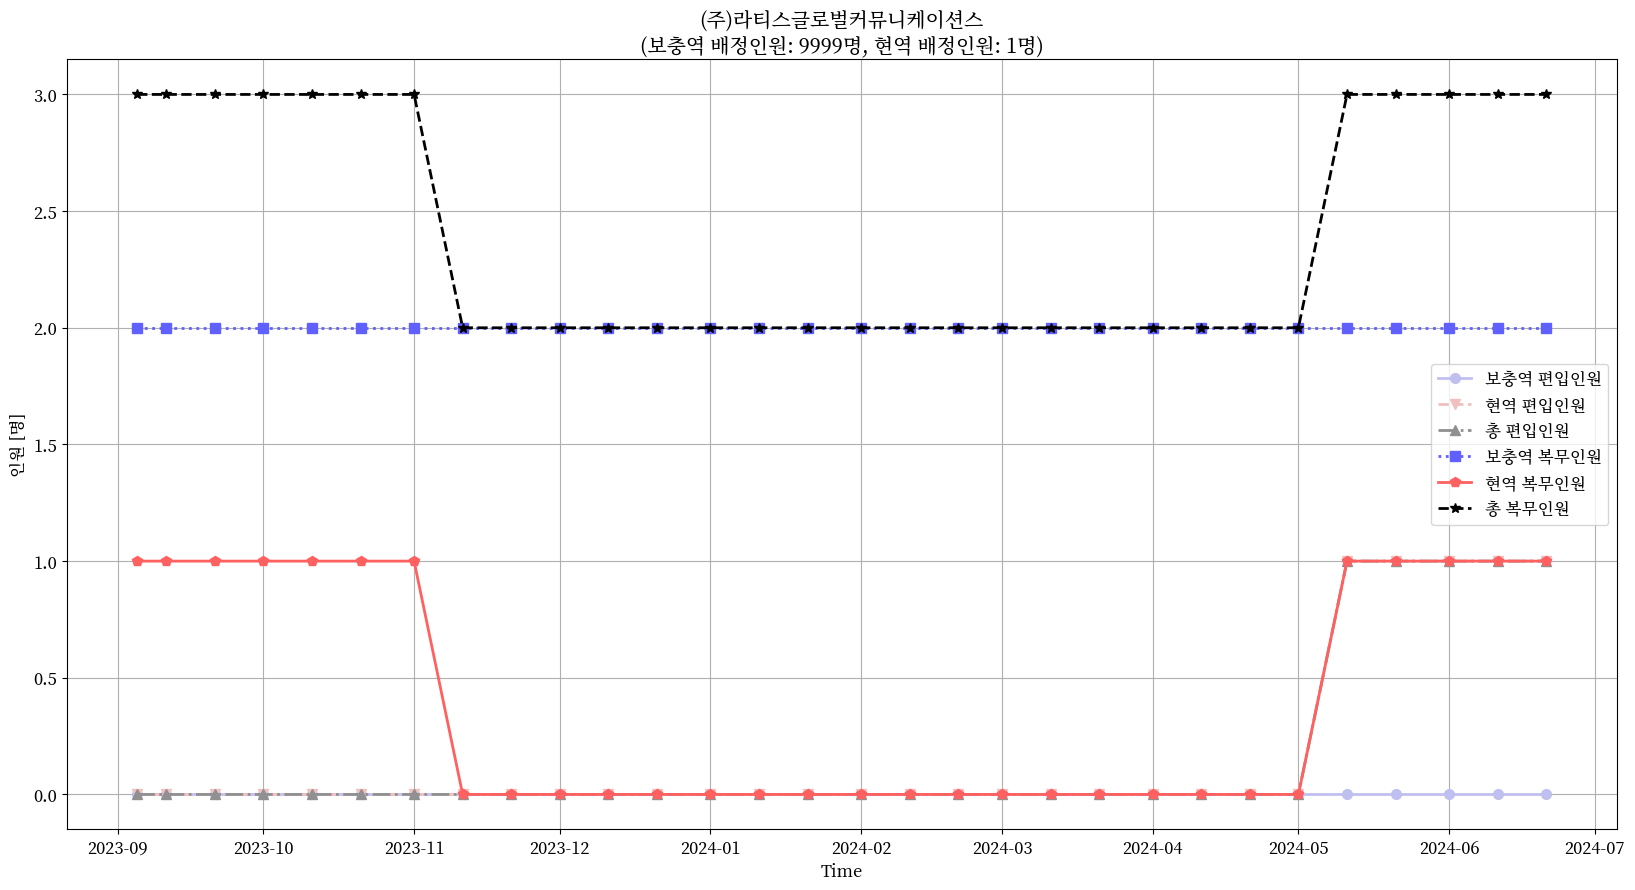 (주)라티스글로벌커뮤니케이션스
(보충역 배정인원: 9999명, 현역 배정인원: 1명)
3.0
2.5
2.0
1.5
1.0
0.5
0.0
인원 [명]
보충역 편입인원
현역 편입인원
총 편입인원
보충역 복무인원
현역 복무인원
총 복무인원
2023-09 2023-10 2023-11 2023-12 2024-01 2024-02 2024-03 2024-04 2024-05 2024-06 2024-07
Time